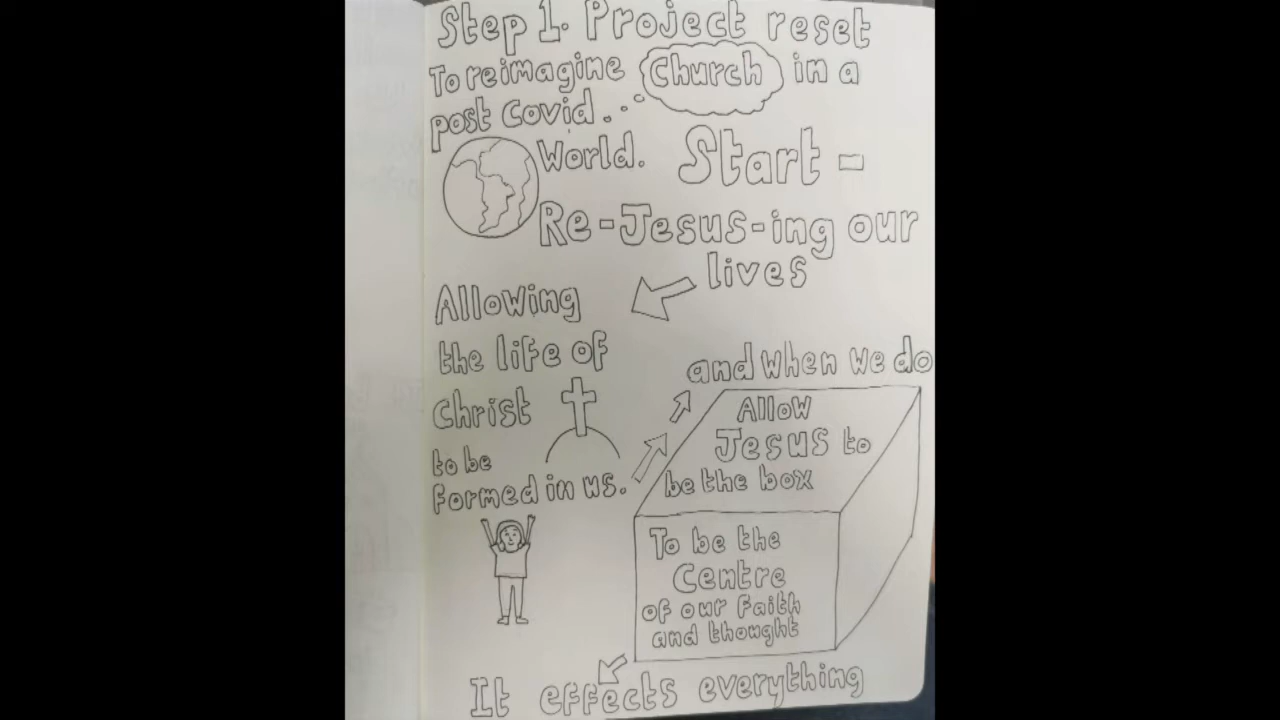 Step 1. Project reset
To reimagine Church in a
post Covid...
World. Start -
Re-Jesus-ing our
lives
Allowing
the life of
Christ
to be
formed in us.
and when we do
Allow
Jesus to
be the box
To be the
Centre
of our Faith
and thought
It effects everything